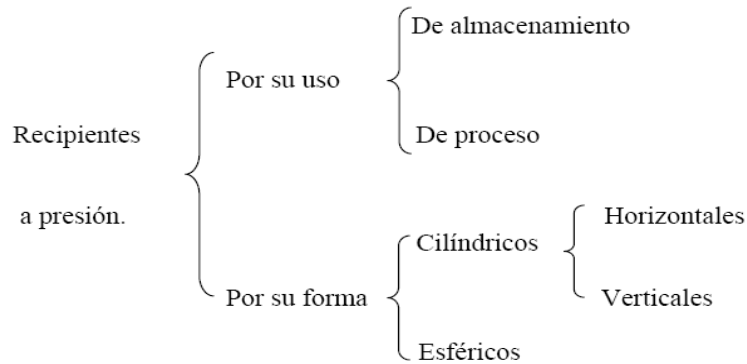 Recipientes
a presión.
Por su uso
De almacenamiento
De proceso
Por su forma
Cilíndricos
Horizontales
Verticales
Esféricos